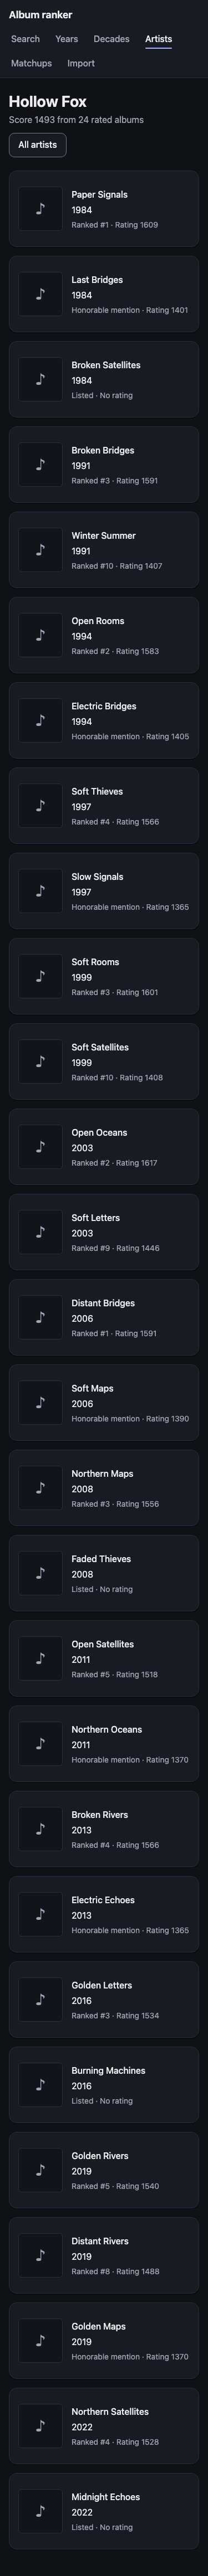 Album ranker
Search Years Decades Artists
Matchups Import
Hollow Fox
Score 1493 from 24 rated albums
All artists
Paper Signals
1984
Ranked #1 · Rating 1609
Last Bridges
1984
Honorable mention · Rating 1401
Broken Satellites
1984
Listed · No rating
Broken Bridges
1991
Ranked #3 · Rating 1591
Winter Summer
1991
Ranked #10 · Rating 1407
Open Rooms
1994
Ranked #2 · Rating 1583
Electric Bridges
1994
Honorable mention · Rating 1405
Soft Thieves
1997
Ranked #4 · Rating 1566
Slow Signals
1997
Honorable mention · Rating 1365
Soft Rooms
1999
Ranked #3 · Rating 1601
Soft Satellites
1999
Ranked #10 · Rating 1408
Open Oceans
2003
Ranked #2 · Rating 1617
Soft Letters
2003
Ranked #9 · Rating 1446
Distant Bridges
2006
Ranked #1 · Rating 1591
Soft Maps
2006
Honorable mention · Rating 1390
Northern Maps
2008
Ranked #3 · Rating 1556
Faded Thieves
2008
Listed · No rating
Open Satellites
2011
Ranked #5 · Rating 1518
Northern Oceans
2011
Honorable mention · Rating 1370
Broken Rivers
2013
Ranked #4 · Rating 1566
Electric Echoes
2013
Honorable mention · Rating 1365
Golden Letters
2016
Ranked #3 · Rating 1534
Burning Machines
2016
Listed · No rating
Golden Rivers
2019
Ranked #5 · Rating 1540
Distant Rivers
2019
Ranked #8 · Rating 1488
Golden Maps
2019
Honorable mention · Rating 1370
Northern Satellites
2022
Ranked #4 · Rating 1528
Midnight Echoes
2022
Listed · No rating